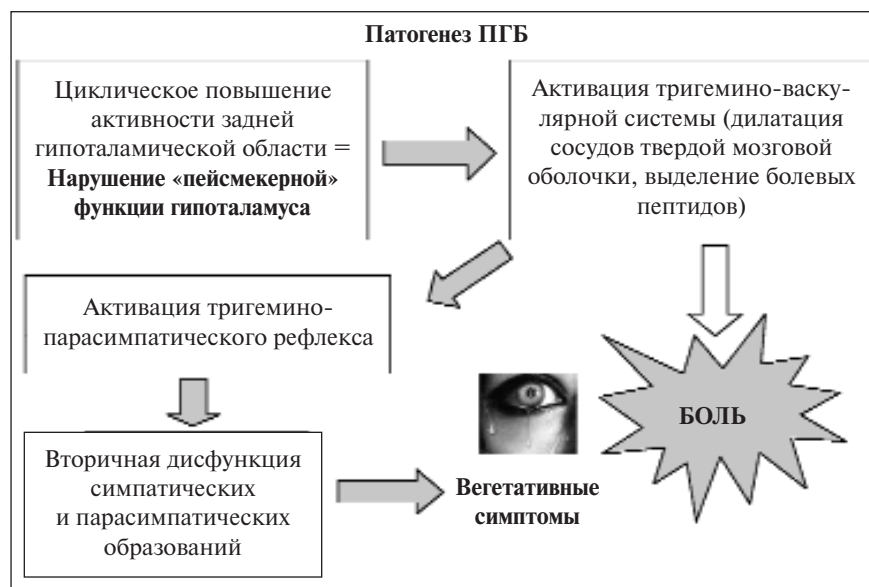 Патогенез ПГБ
Циклическое повышение
активности задней
гипоталамической области =
Нарушение «пейсмекерной»
функции гипоталамуса
Активация тригемино-васку-
лярной системы (дилатация
сосудов твердой мозговой
оболочки, выделение болевых
пептидов)
Активация тригемино-
парасимпатического рефлекса
БОЛЬ
Вторичная дисфункция
симпатических
и парасимпатических
образований
Вегетативные
симптомы